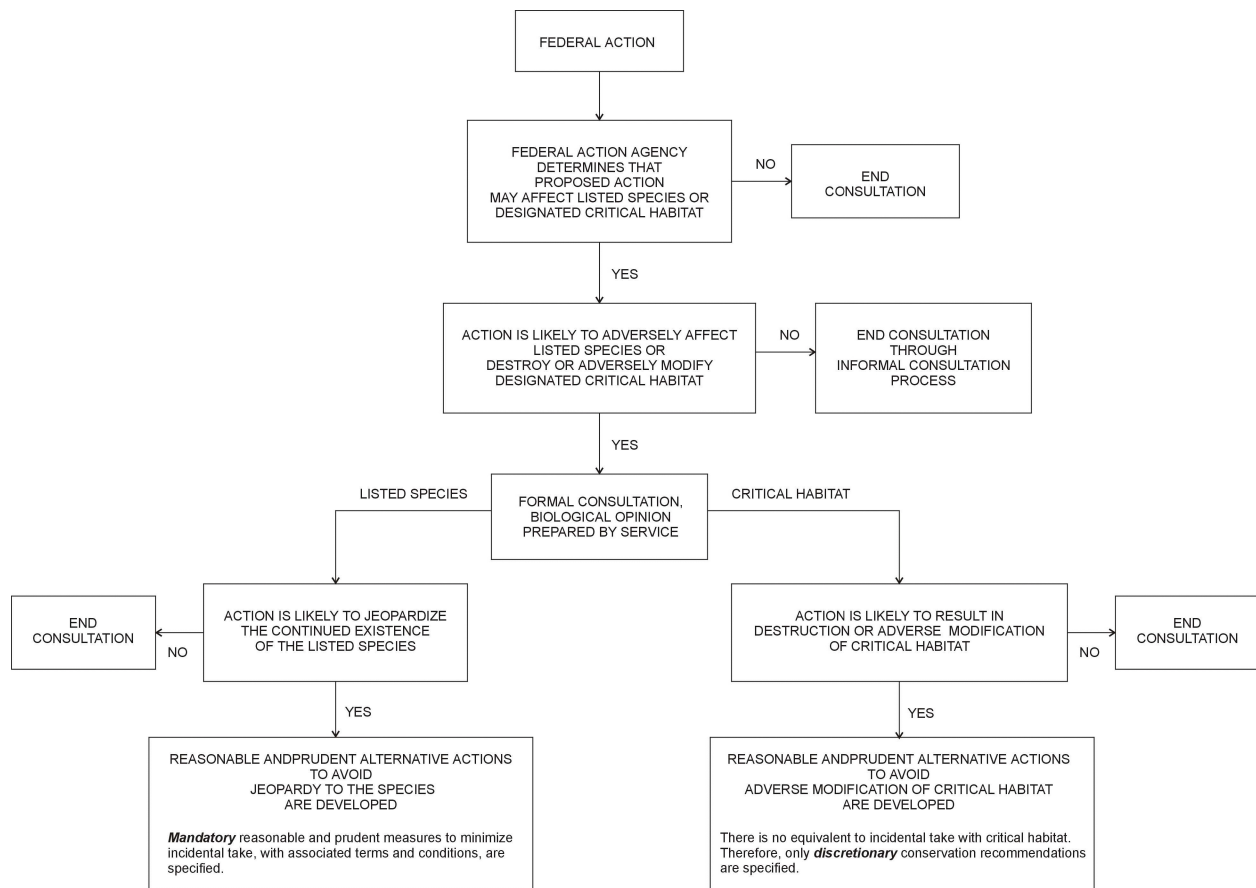 FEDERAL ACTION
FEDERAL ACTION AGENCY
DETERMINES THAT
PROPOSED ACTION
MAY AFFECT LISTED SPECIES OR
DESIGNATED CRITICAL HABITAT
NO
END
CONSULTATION
YES
ACTION IS LIKELY TO ADVERSELY AFFECT
LISTED SPECIES OR
DESTROY OR ADVERSELY MODIFY
DESIGNATED CRITICAL HABITAT
NO
END CONSULTATION
THROUGH
INFORMAL CONSULTATION
PROCESS
YES
LISTED SPECIES
FORMAL CONSULTATION,
BIOLOGICAL OPINION
PREPARED BY SERVICE
CRITICAL HABITAT
END
CONSULTATION
NO
ACTION IS LIKELY TO JEOPARDIZE
THE CONTINUED EXISTENCE
OF THE LISTED SPECIES
ACTION IS LIKELY TO RESULT IN
DESTRUCTION OR ADVERSE MODIFICATION
OF CRITICAL HABITAT
NO
END
CONSULTATION
YES
YES
REASONABLE ANDPRUDENT ALTERNATIVE ACTIONS
TO AVOID
JEOPARDY TO THE SPECIES
ARE DEVELOPED
Mandatory reasonable and prudent measures to minimize
incidental take, with associated terms and conditions, are
specified.
REASONABLE ANDPRUDENT ALTERNATIVE ACTIONS
TO AVOID
ADVERSE MODIFICATION OF CRITICAL HABITAT
ARE DEVELOPED
There is no equivalent to incidental take with critical habitat.
Therefore, only discretionary conservation recommendations
are specified.